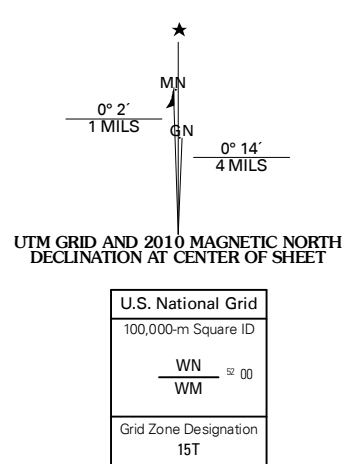 ★
MN
0° 2´
1 MILS
GN
0° 14´
4 MILS
UTM GRID AND 2010 MAGNETIC NORTH
DECLINATION AT CENTER OF SHEET
U.S. National Grid
100,000-m Square ID
WN
52 00
WM
Grid Zone Designation
15T